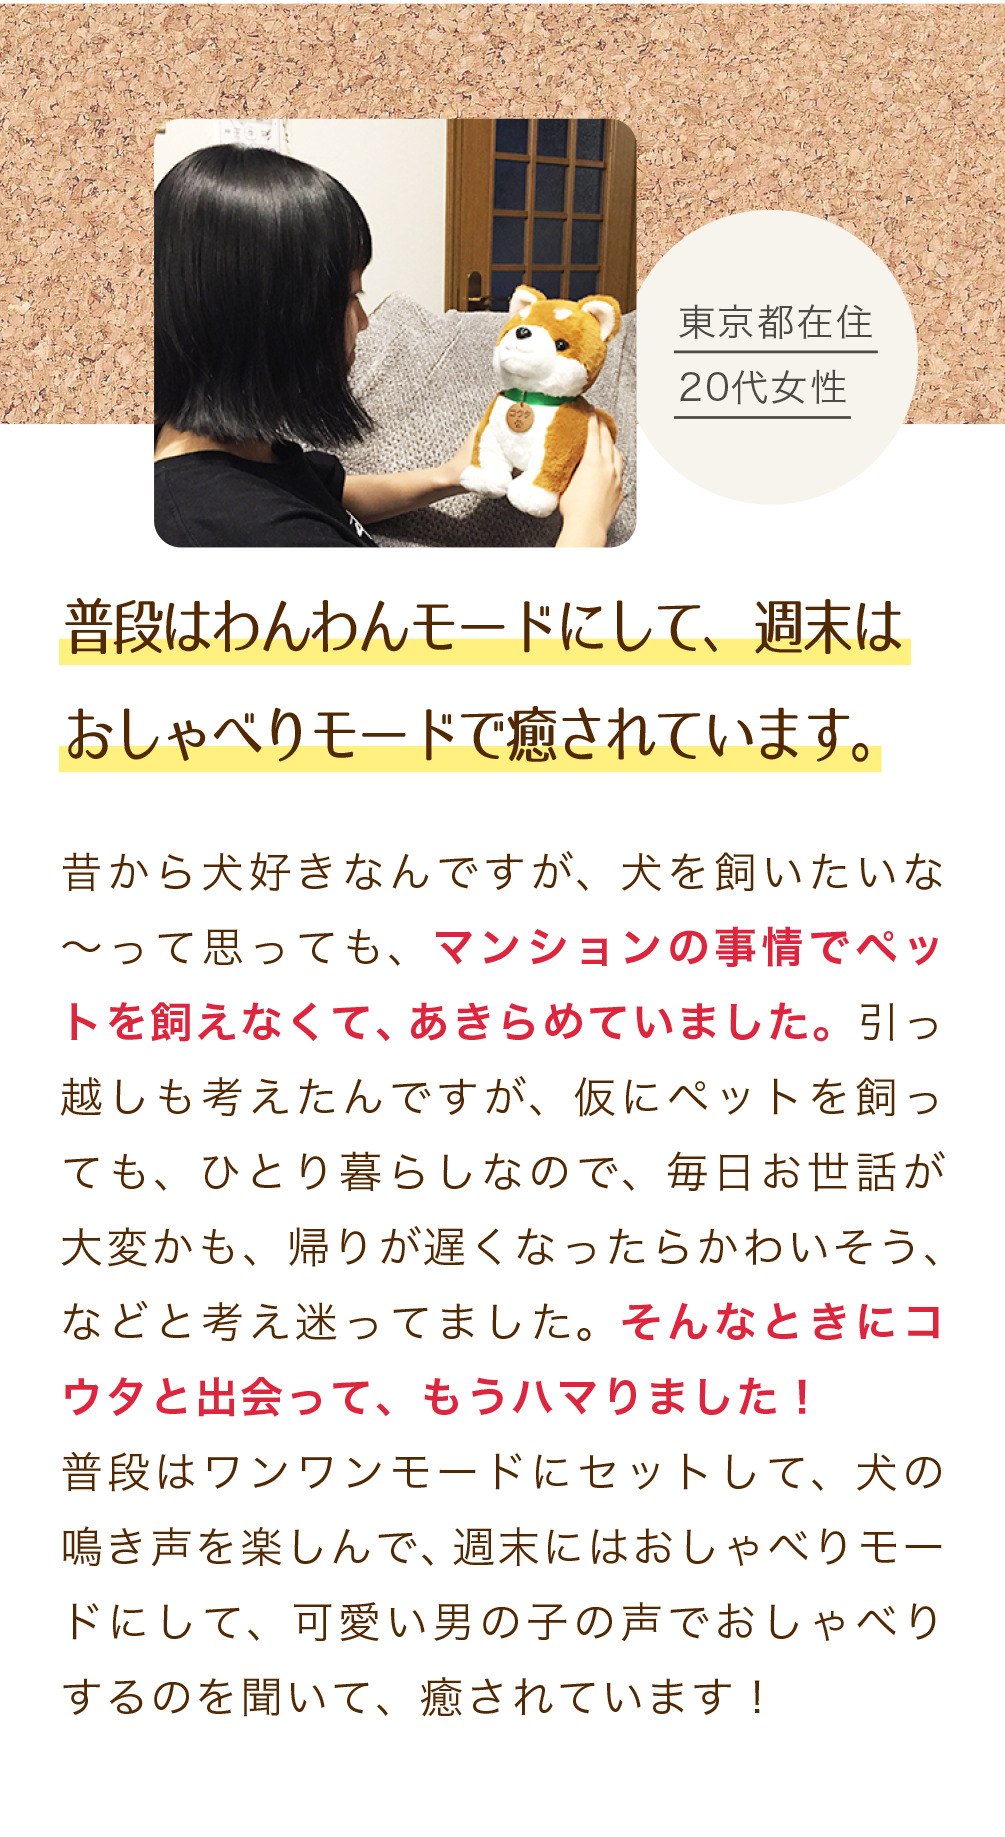 東京都在住
20代女性
普段はわんわんモードにして、週末は
おしゃべりモードで癒されています。
昔から犬好きなんですが、犬を飼いたいな
〜って思っても、マンションの事情でペッ
トを飼えなくて、あきらめていました。引っ
越しも考えたんですが、仮にペットを飼っ
ても、ひとり暮らしなので、毎日お世話が
大変かも、帰りが遅くなったらかわいそう、
などと考え迷ってました。そんなときにコ
ウタと出会って、もうハマりました！
普段はワンワンモードにセットして、犬の
鳴き声を楽しんで、週末にはおしゃべりモー
ドにして、可愛い男の子の声でおしゃべり
するのを聞いて、癒されています！